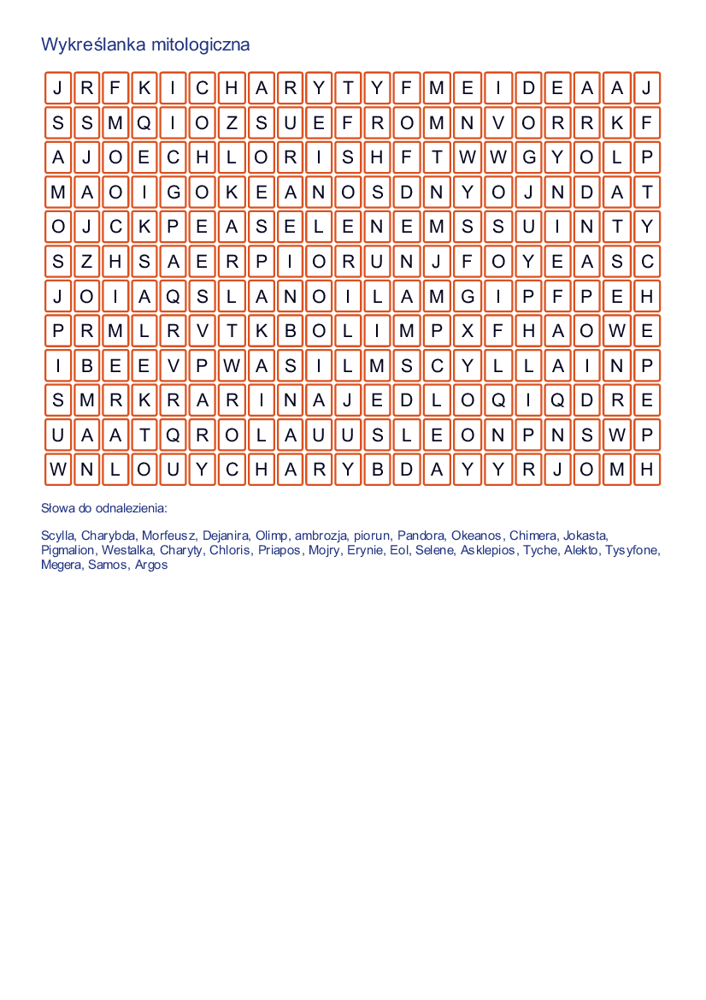 Wykreślanka mitologiczna
J R F K I C H A R Y T Y F M E I D E A A J
S S M Q I O Z S U E F R O M N V O R R K F
A J O E C H L O R I S H F T W W G Y O L P
M A O I G O K E A N O S D N Y O J N D A T
O J C K P E A S E L E N E M S S U I N T Y
S Z H S A E R P I O R U N J F O Y E A S C
J O I A Q S L A N O I L A M G I P F P E H
P R M L R V T K B O L I M P X F H A O W E
I B E E V P W A S I L M S C Y L L A I N P
S M R K R A R I N A J E D L O Q I Q D R E
U A A T Q R O L A U U S L E O N P N S W P
W N L O U Y C H A R Y B D A Y Y R J O M H
Słowa do odnalezienia:
Scylla, Charybda, Morfeusz, Dejanira, Olimp, ambrozja, piorun, Pandora, Okeanos, Chimera, Jokasta,
Pigmalion, Westalka, Charyty, Chloris, Priapos, Mojry, Erynie, Eol, Selene, Asklepios, Tyche, Alekto, Tysyfone,
Megera, Samos, Argos